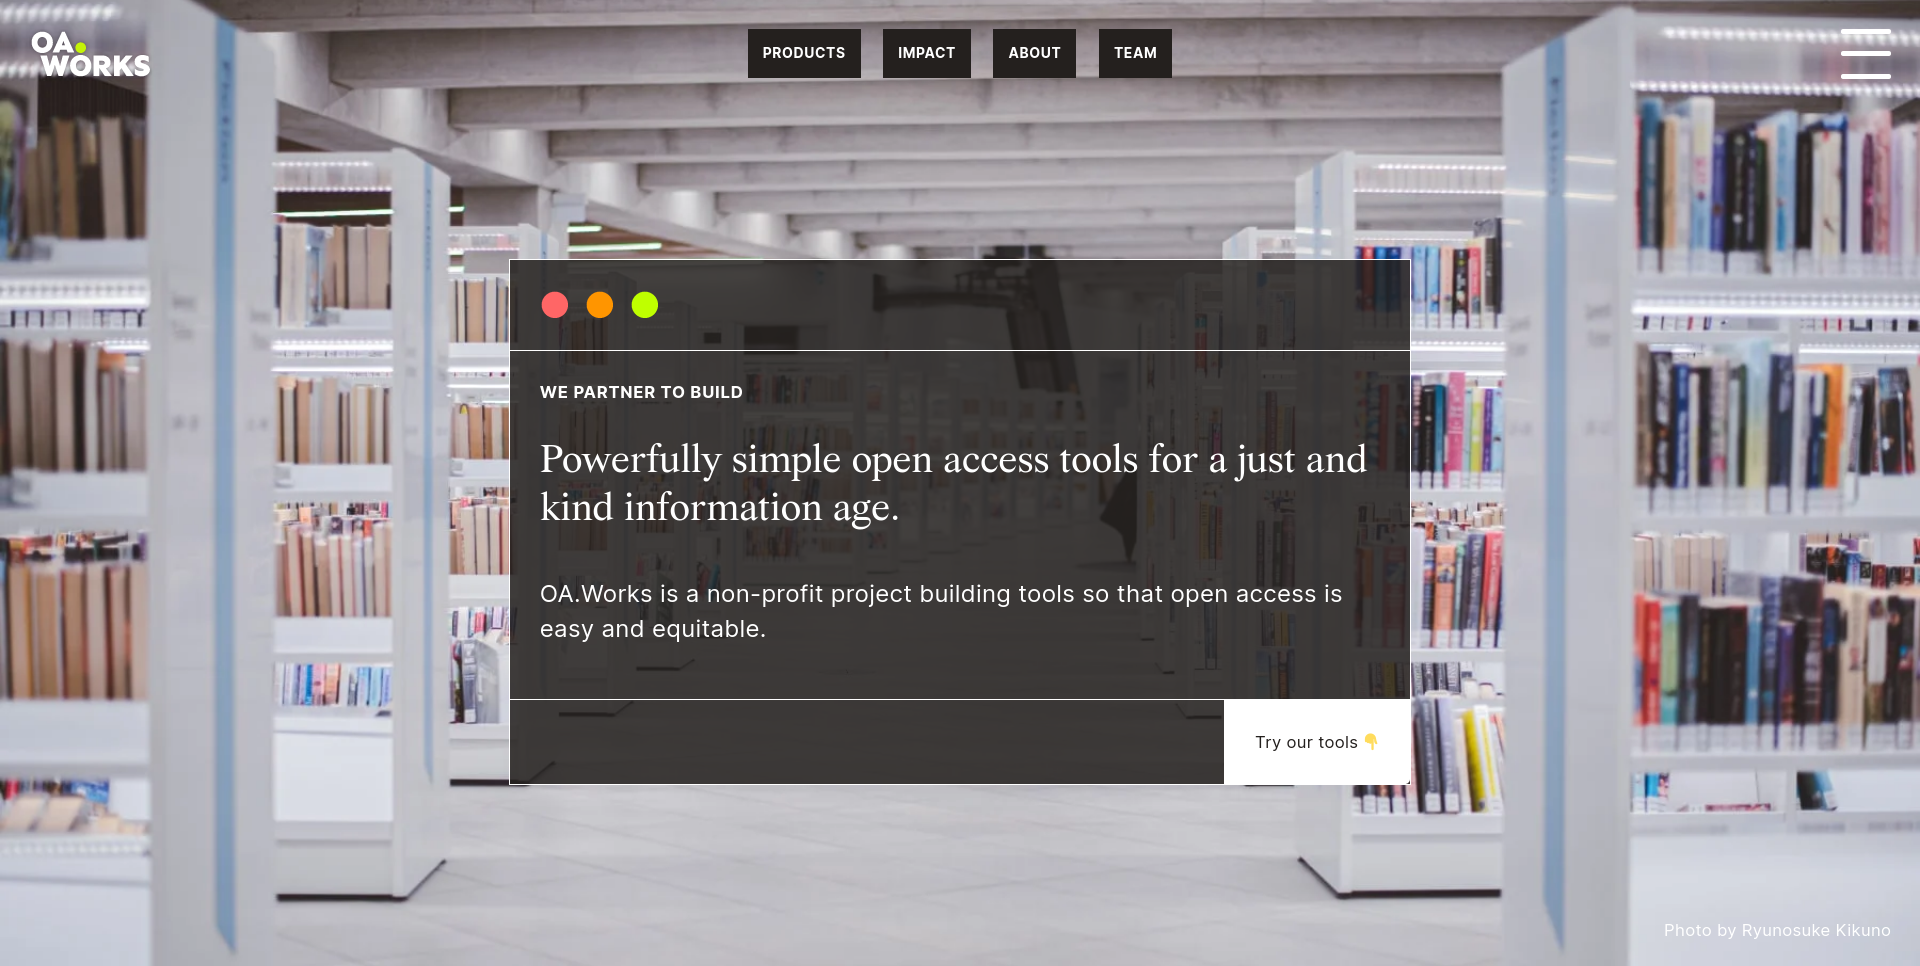 OA.
WORKS
PRODUCTS
IMPACT
ABOUT
TEAM
WE PARTNER TO BUILD
Powerfully simple open access tools for a just and
kind information age.
OA.Works is a non-profit project building tools so that open access is
easy and equitable.
Try our tools 👇
Photo by Ryunosuke Kikuno